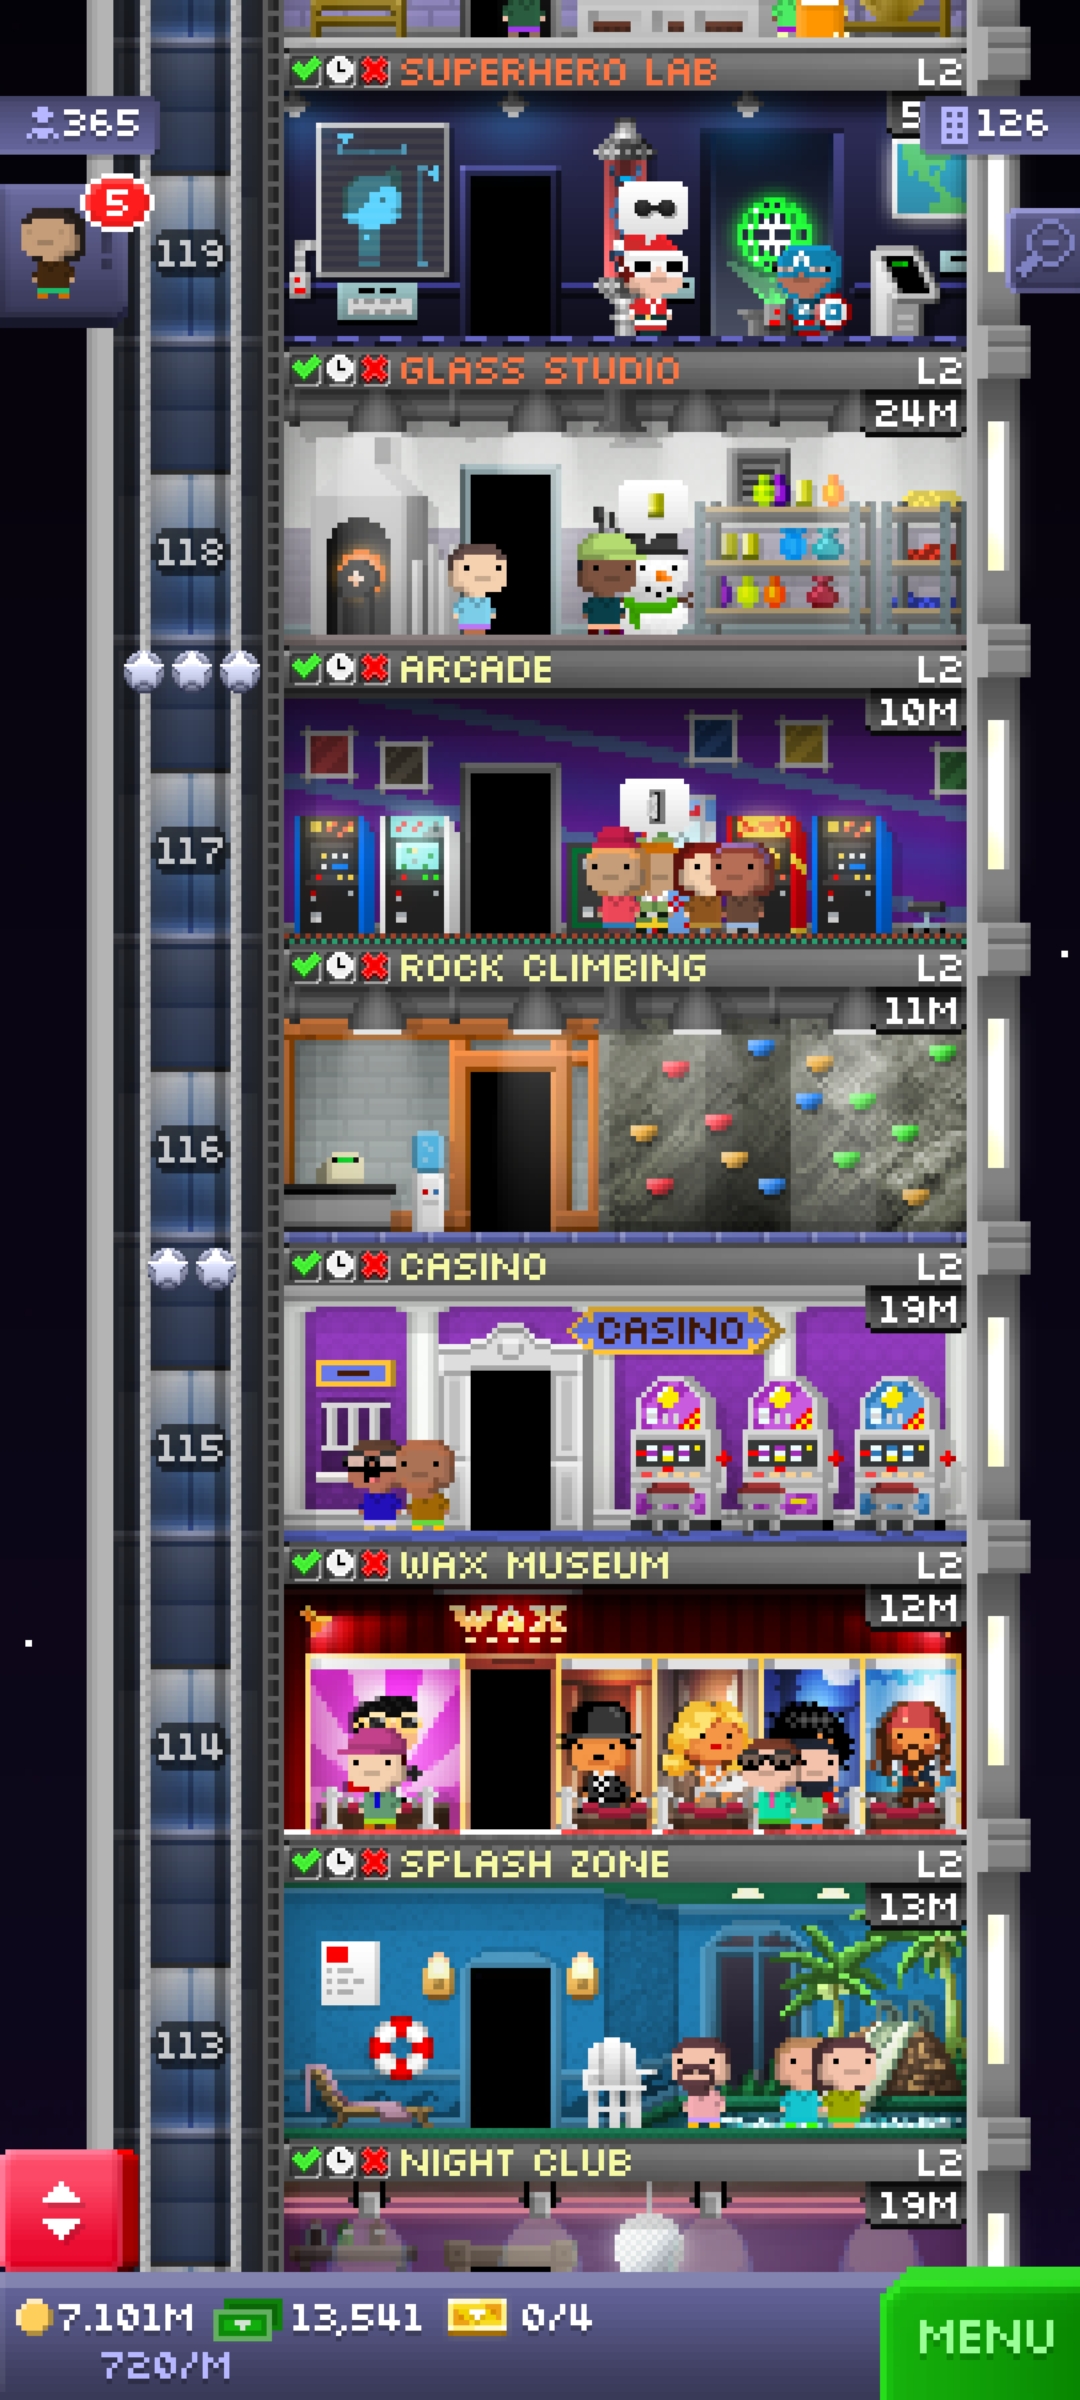 SUPERHERO LAB L2
365
5
126
5
119
GLASS STUDIO L2
24M
118
ARCADE L2
10M
117
ROCK CLIMBING L2
11M
116
CASINO L2
19M
CASINO
115
WAX MUSEUM L2
12M
WAX
114
SPLASH ZONE L2
13M
113
NIGHT CLUB L2
19M
7.101M 13,541 0/4
720/M
MENU